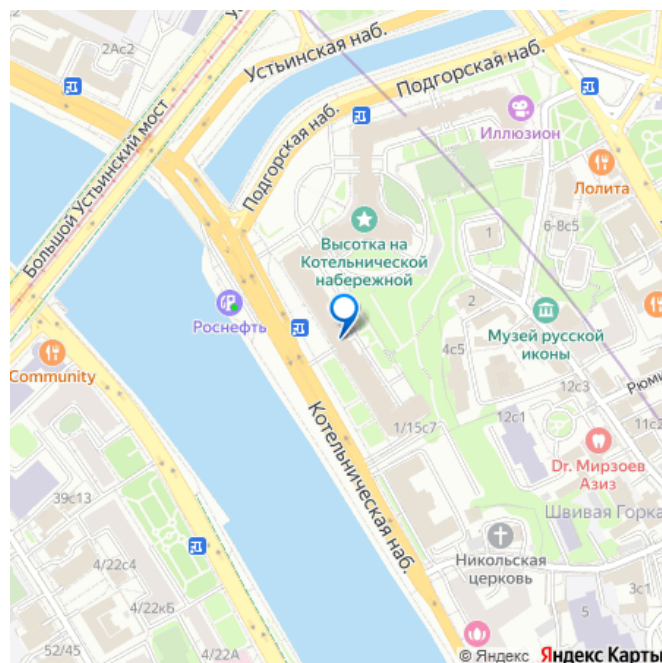 2Ас2
Устьинская наб.
Подгорская наб.
Подгорская наб.
Иллюзион
Лолита
Большой Устьинский мост
6-8с5
1
Высотка на
Котельнической
набережной
2
Роснефть
Музей русской
иконы
4с5
Community
12с3
1/15с7
12с1
11с2
Котельническая наб.
Dr. Мирзоев
Азиз
39с13
Швивая Горка
4/22с4
Никольская
церковь
3с1
4/22кБ
5
52/45
4/22А
© Яндекс Яндекс Карты